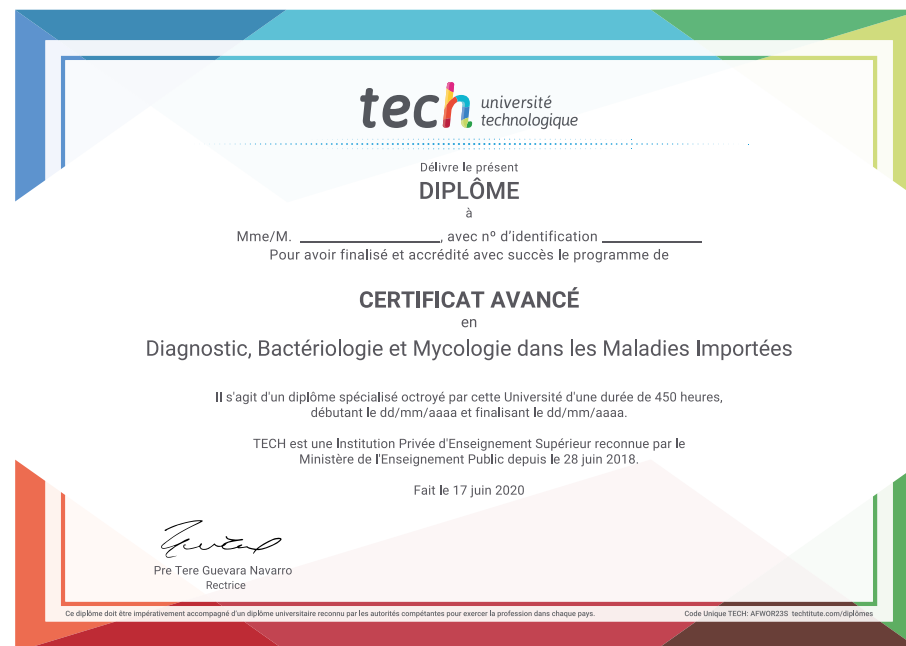 tech université
technologique
Délivre le présent
DIPLÔME
à
Mme/M. ____________, avec nº d'identification ____________
Pour avoir finalisé et accrédité avec succès le programme de
CERTIFICAT AVANCÉ
en
Diagnostic, Bactériologie et Mycologie dans les Maladies Importées
Il s'agit d'un diplôme spécialisé octroyé par cette Université d'une durée de 450 heures,
débutant le dd/mm/aaaa et finalisant le dd/mm/aaaa.
TECH est une Institution Privée d'Enseignement Supérieur reconnue par le
Ministère de l'Enseignement Public depuis le 28 juin 2018.
Fait le 17 juin 2020
Pre Tere Guevara Navarro
Rectrice
Ce diplôme doit être impérativement accompagné d'un diplôme universitaire reconnu par les autorités compétantes pour exercer la profession dans chaque pays.
Code Unique TECH: AFWOR23S techtitute.com/diplômes